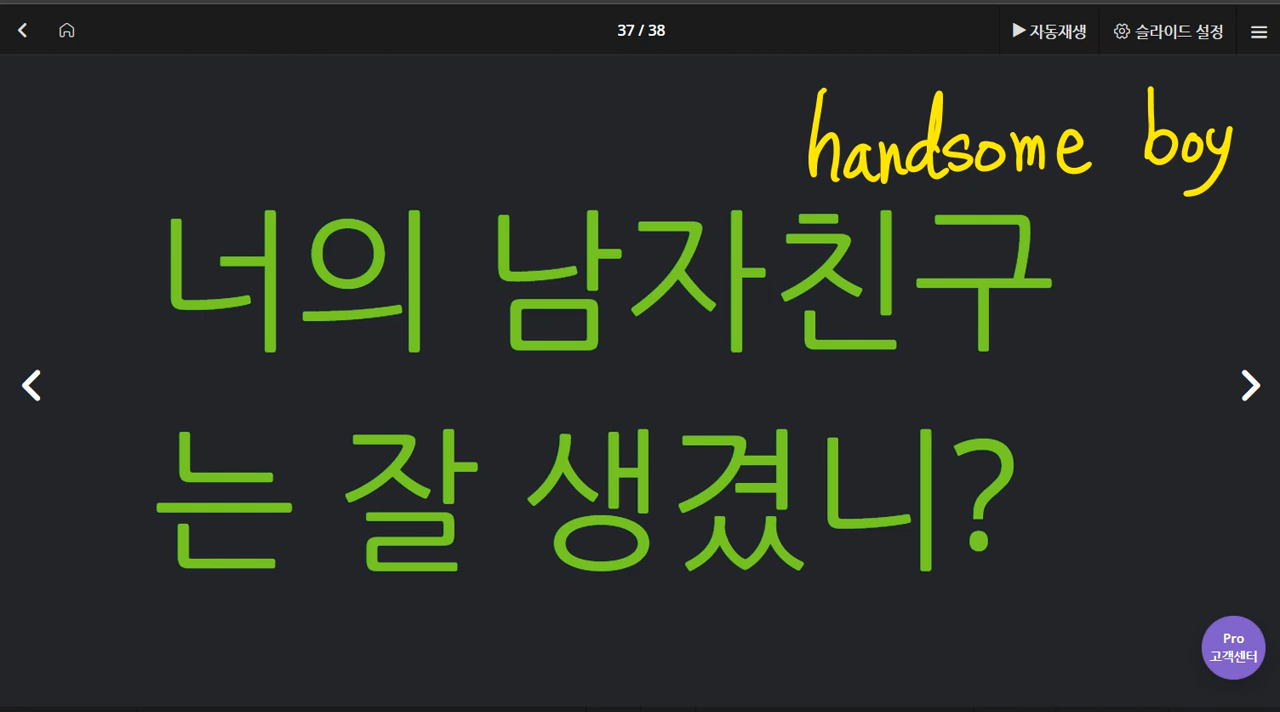 37 / 38
▶ 자동재생
슬라이드 설정
handsome boy
너의 남자친구
는 잘 생겼니?
Pro
고객센터